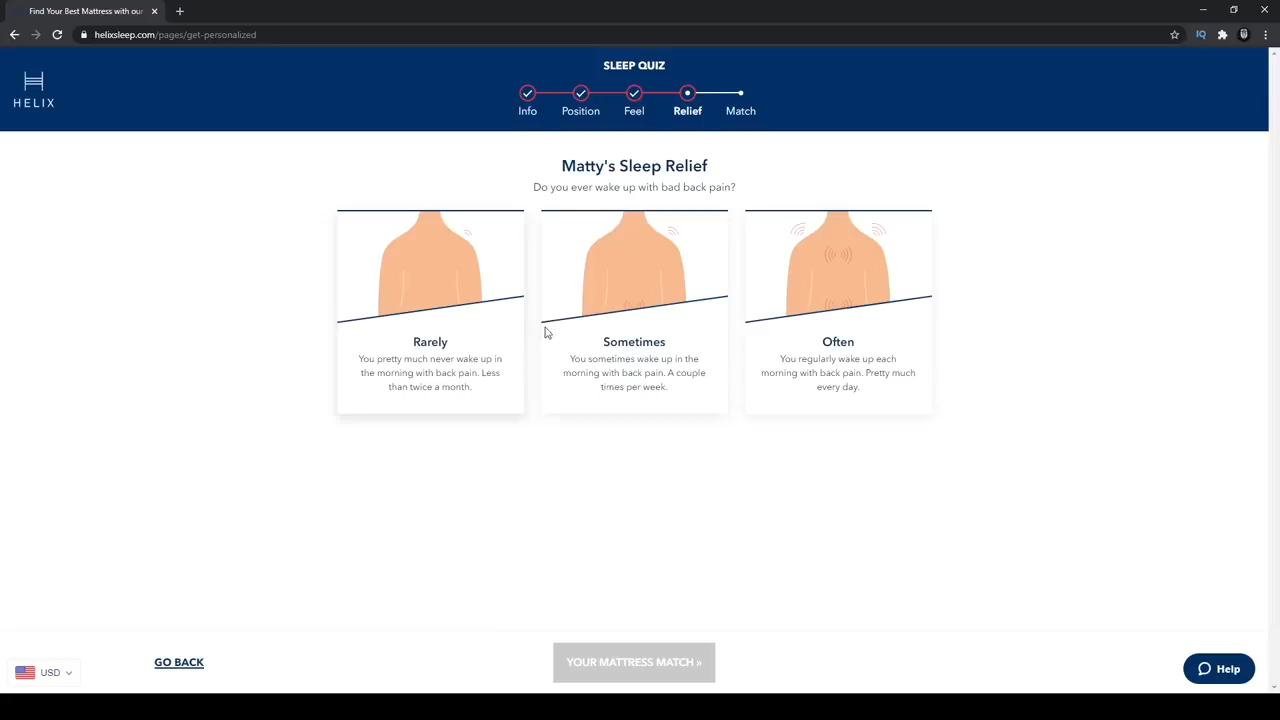 Find Your Best Mattress with our
helixsleep.com/pages/get-personalized
IQ
SLEEP QUIZ
HELIX
Info
Position
Feel
Relief
Match
Matty's Sleep Relief
Do you ever wake up with bad back pain?
Rarely
You pretty much never wake up in
the morning with back pain. Less
than twice a month.
Sometimes
You sometimes wake up in the
morning with back pain. A couple
times per week.
Often
You regularly wake up each
morning with back pain. Pretty much
every day.
GO BACK
YOUR MATTRESS MATCH »
USD
Help